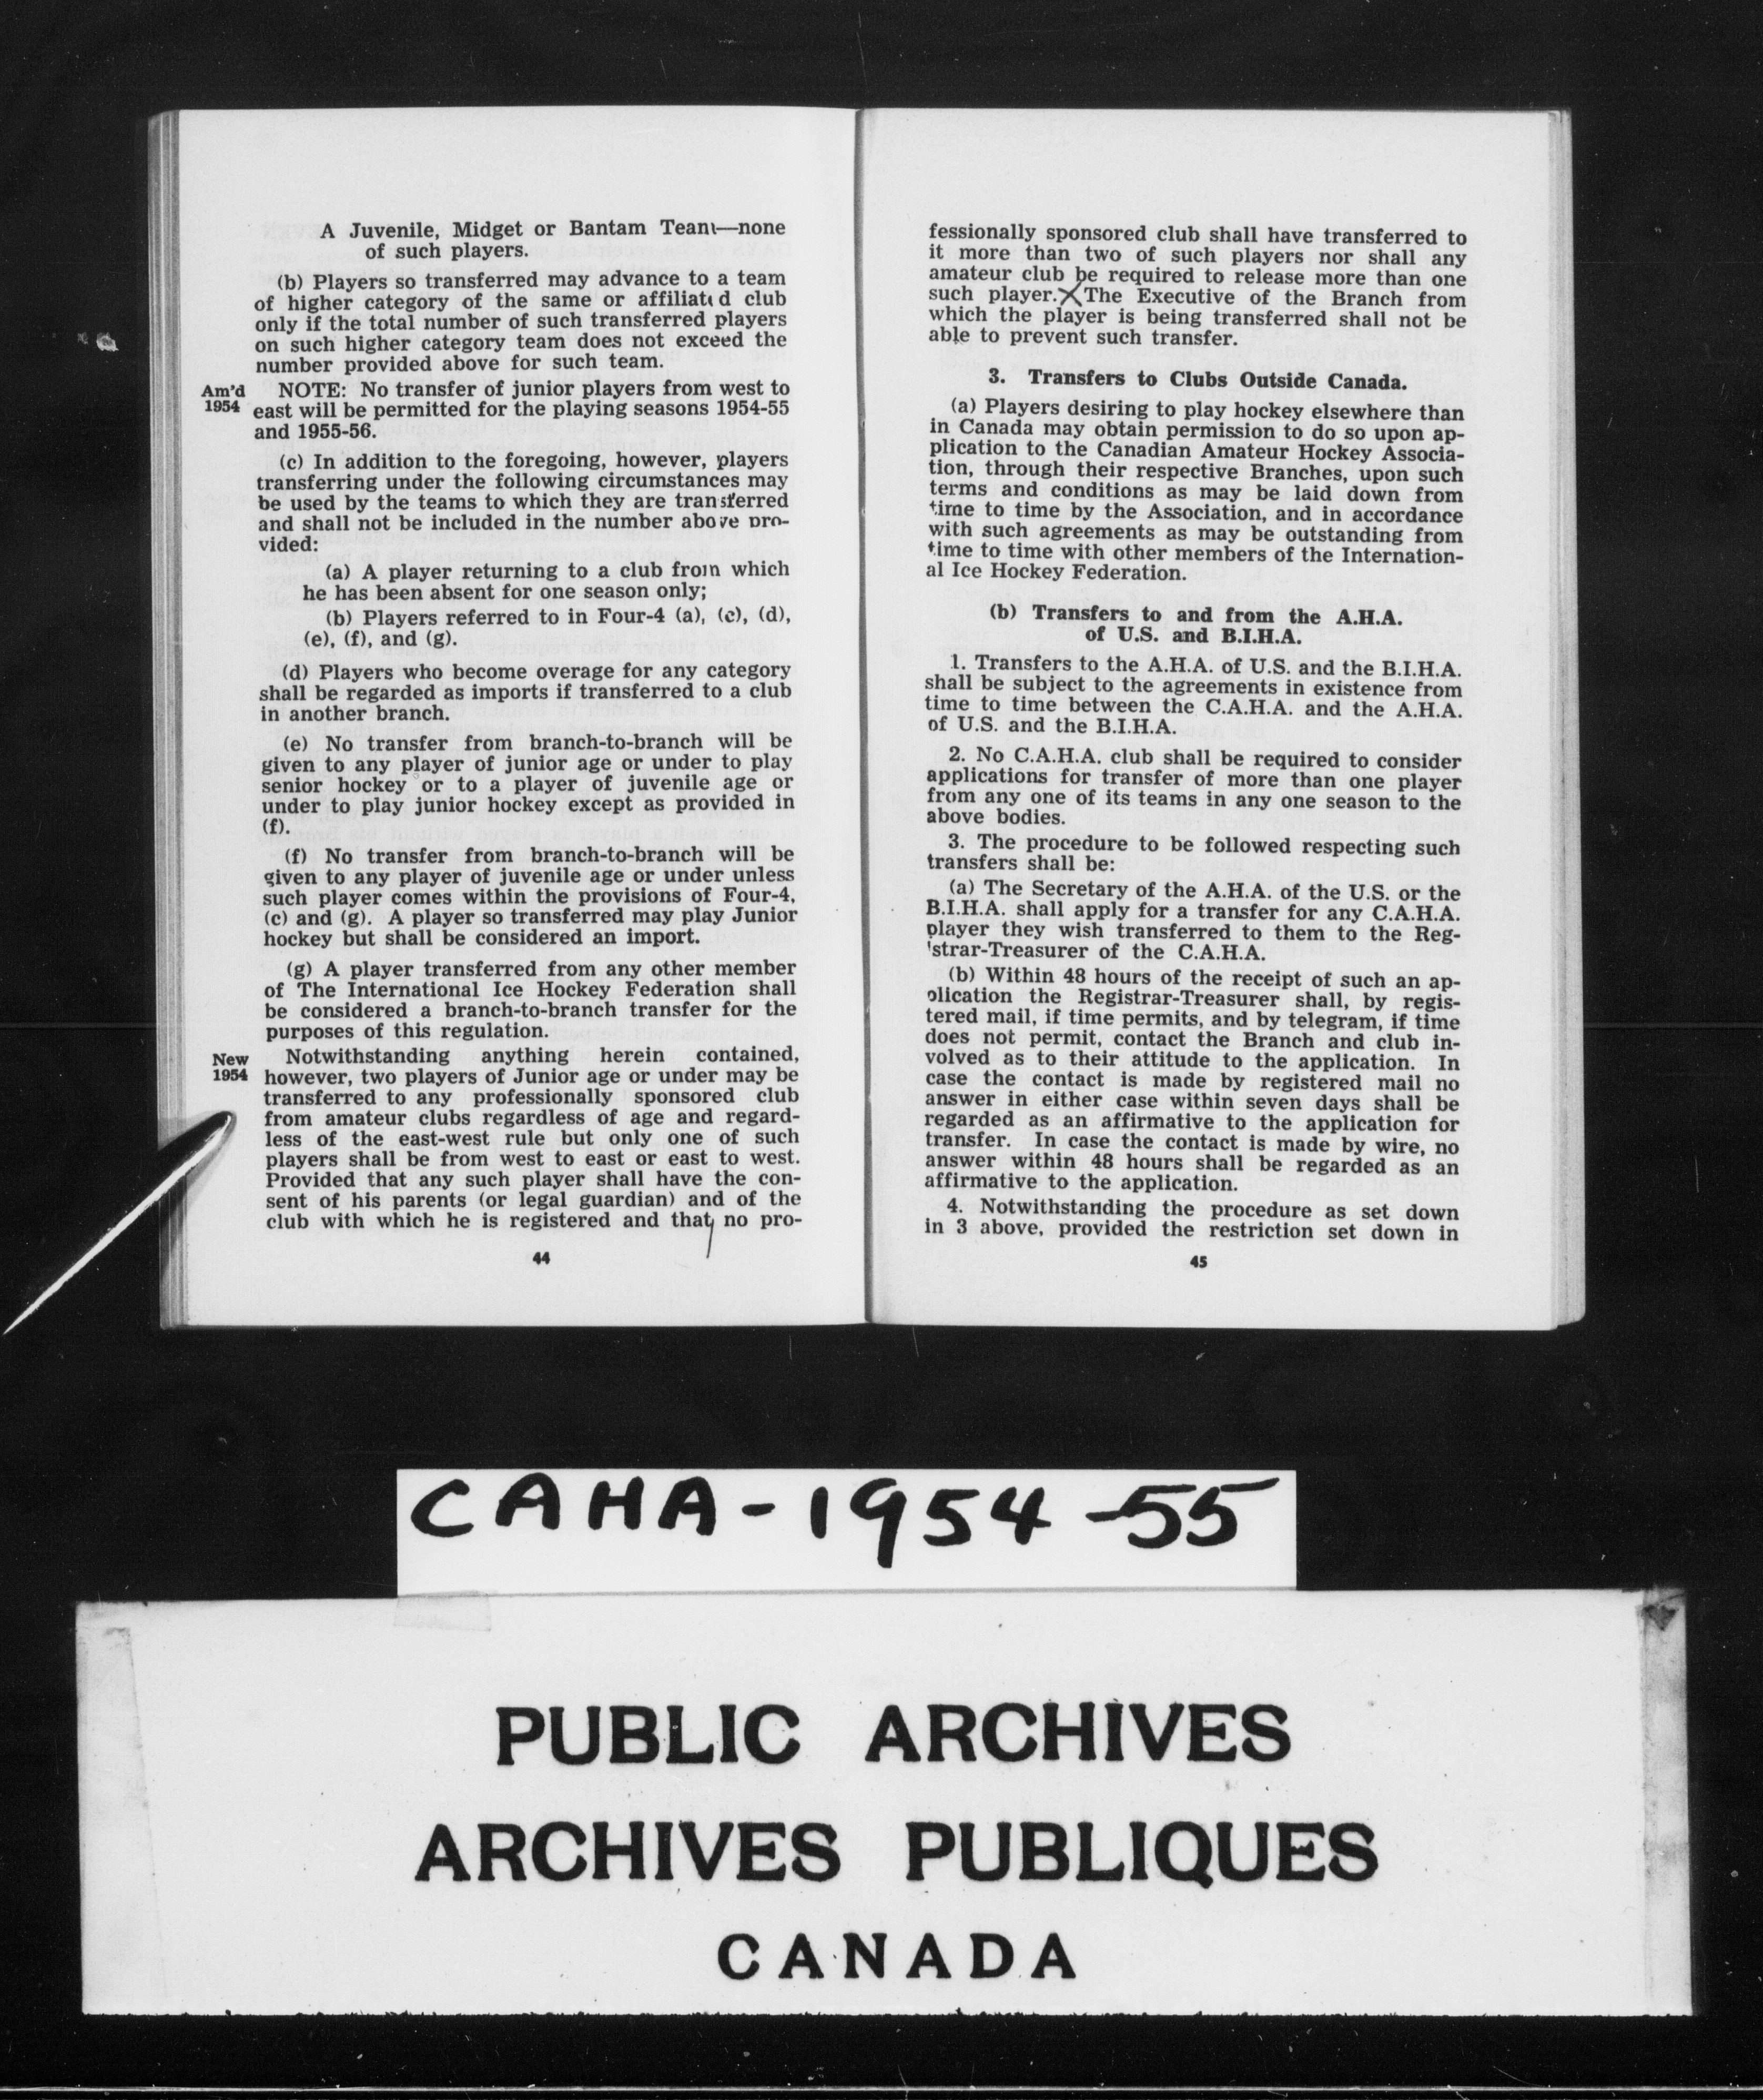 A Juvenile, Midget or Bantam Team—none
of such players.
(b) Players so transferred may advance to a team
of higher category of the same or affiliated club
only if the total number of such transferred players
on such higher category team does not exceed the
number provided above for such team.
Am'd
1954
NOTE: No transfer of junior players from west to
east will be permitted for the playing seasons 1954-55
and 1955-56.
(c) In addition to the foregoing, however, players
transferring under the following circumstances may
be used by the teams to which they are transferred
and shall not be included in the number above pro-
vided:
(a) A player returning to a club from which
he has been absent for one season only;
(b) Players referred to in Four-4 (a), (c), (d),
(e), (f), and (g).
(d) Players who become overage for any category
shall be regarded as imports if transferred to a club
in another branch.
(e) No transfer from branch-to-branch will be
given to any player of junior age or under to play
senior hockey or to a player of juvenile age or
under to play junior hockey except as provided in
(f).
(f) No transfer from branch-to-branch will be
given to any player of juvenile age or under unless
such player comes within the provisions of Four-4,
(c) and (g). A player so transferred may play Junior
hockey but shall be considered an import.
(g) A player transferred from any other member
of The International Ice Hockey Federation shall
be considered a branch-to-branch transfer for the
purposes of this regulation.
New
1954
Notwithstanding anything herein contained,
however, two players of Junior age or under may be
transferred to any professionally sponsored club
from amateur clubs regardless of age and regard-
less of the east-west rule but only one of such
players shall be from west to east or east to west.
Provided that any such player shall have the con-
sent of his parents (or legal guardian) and of the
club with which he is registered and that no pro-
44
fessionally sponsored club shall have transferred to
it more than two of such players nor shall any
amateur club be required to release more than one
such player. X The Executive of the Branch from
which the player is being transferred shall not be
able to prevent such transfer.
3. Transfers to Clubs Outside Canada.
(a) Players desiring to play hockey elsewhere than
in Canada may obtain permission to do so upon ap-
plication to the Canadian Amateur Hockey Associa-
tion, through their respective Branches, upon such
terms and conditions as may be laid down from
time to time by the Association, and in accordance
with such agreements as may be outstanding from
time to time with other members of the Internation-
al Ice Hockey Federation.
(b) Transfers to and from the A.H.A.
of U.S. and B.I.H.A.
1. Transfers to the A.H.A. of U.S. and the B.I.H.A.
shall be subject to the agreements in existence from
time to time between the C.A.H.A. and the A.H.A.
of U.S. and the B.I.H.A.
2. No C.A.H.A. club shall be required to consider
applications for transfer of more than one player
from any one of its teams in any one season to the
above bodies.
3. The procedure to be followed respecting such
transfers shall be:
(a) The Secretary of the A.H.A. of the U.S. or the
B.I.H.A. shall apply for a transfer for any C.A.H.A.
player they wish transferred to them to the Reg-
istrar-Treasurer of the C.A.H.A.
(b) Within 48 hours of the receipt of such an ap-
plication the Registrar-Treasurer shall, by regis-
tered mail, if time permits, and by telegram, if time
does not permit, contact the Branch and club in-
volved as to their attitude to the application. In
case the contact is made by registered mail no
answer in either case within seven days shall be
regarded as an affirmative to the application for
transfer. In case the contact is made by wire, no
answer within 48 hours shall be regarded as an
affirmative to the application.
4. Notwithstanding the procedure as set down
in 3 above, provided the restriction set down in
45
CAHA-1954-55
PUBLIC ARCHIVES
ARCHIVES PUBLIQUES
CANADA